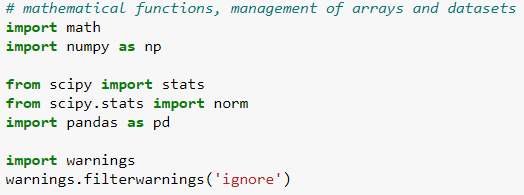 # mathematical functions, management of arrays and datasets
import math
import numpy as np
from scipy import stats
from scipy.stats import norm
import pandas as pd
import warnings
warnings.filterwarnings('ignore')